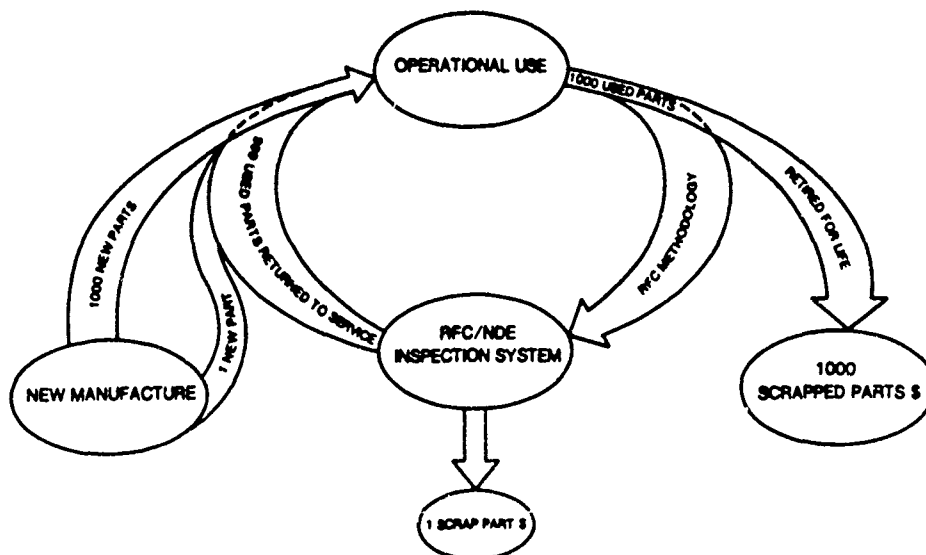 OPERATIONAL USE
1000 USED PARTS
1000 NEW PARTS
1 NEW PART
999 USED PARTS RETURNED TO SERVICE
RFC METHODOLOGY
RETIRED FOR LIFE
NEW MANUFACTURE
RFC/NDE
INSPECTION SYSTEM
1000
SCRAPPED PARTS $
1 SCRAP PART $